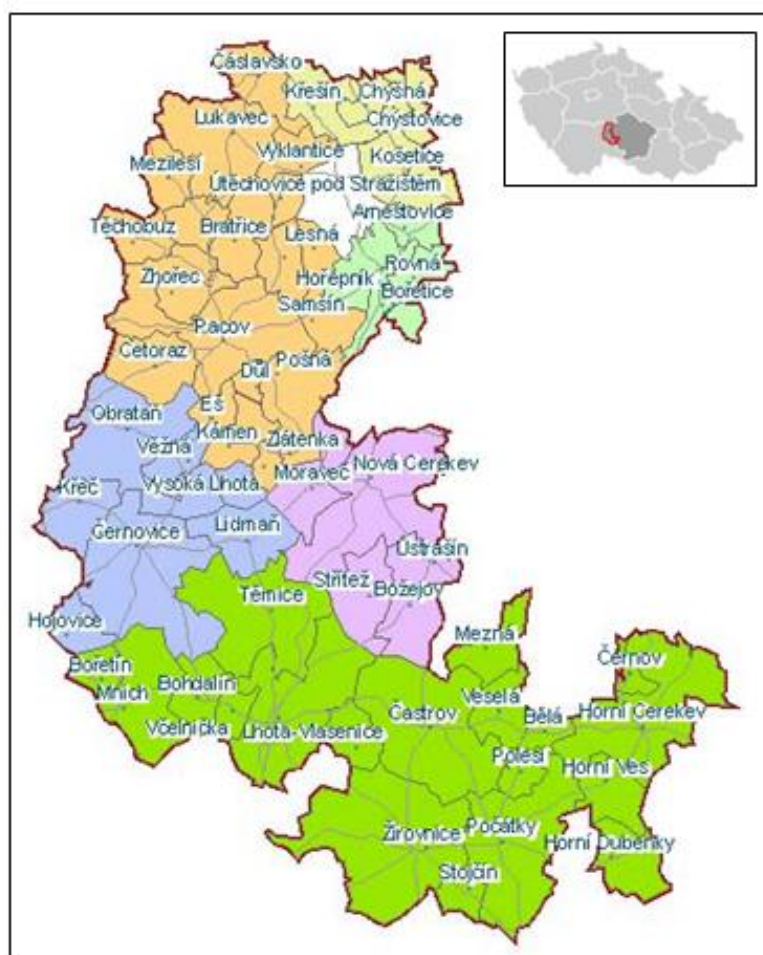 Čáslavsko
Křešín
Chýšná
Lukavec
Chýstovice
Vyklantice
Košetice
Mezilesí
Útěchovice pod Stražištěm
Arneštovice
Těchobuz
Bratřice
Lesná
Rovná
Hořepník
Zhořec
Bořetice
Samšín
Pacov
Cetoraz
Pošná
Důl
Eš
Obrataň
Kámen
Zlátenka
Věžná
Nová Cerekev
Moraveč
Křeč
Vysoká Lhota
Černovice
Lidmaň
Ústrašín
Střítež
Božejov
Těmice
Hojovice
Mezná
Černov
Bořetín
Bohdalín
Mnich
Veselá
Častrov
Bělá
Horní Cerekev
Včelnička
Lhota-Vlasenice
Polesí
Horní Ves
Žirovnice
Počátky
Horní Dubenky
Stojčín